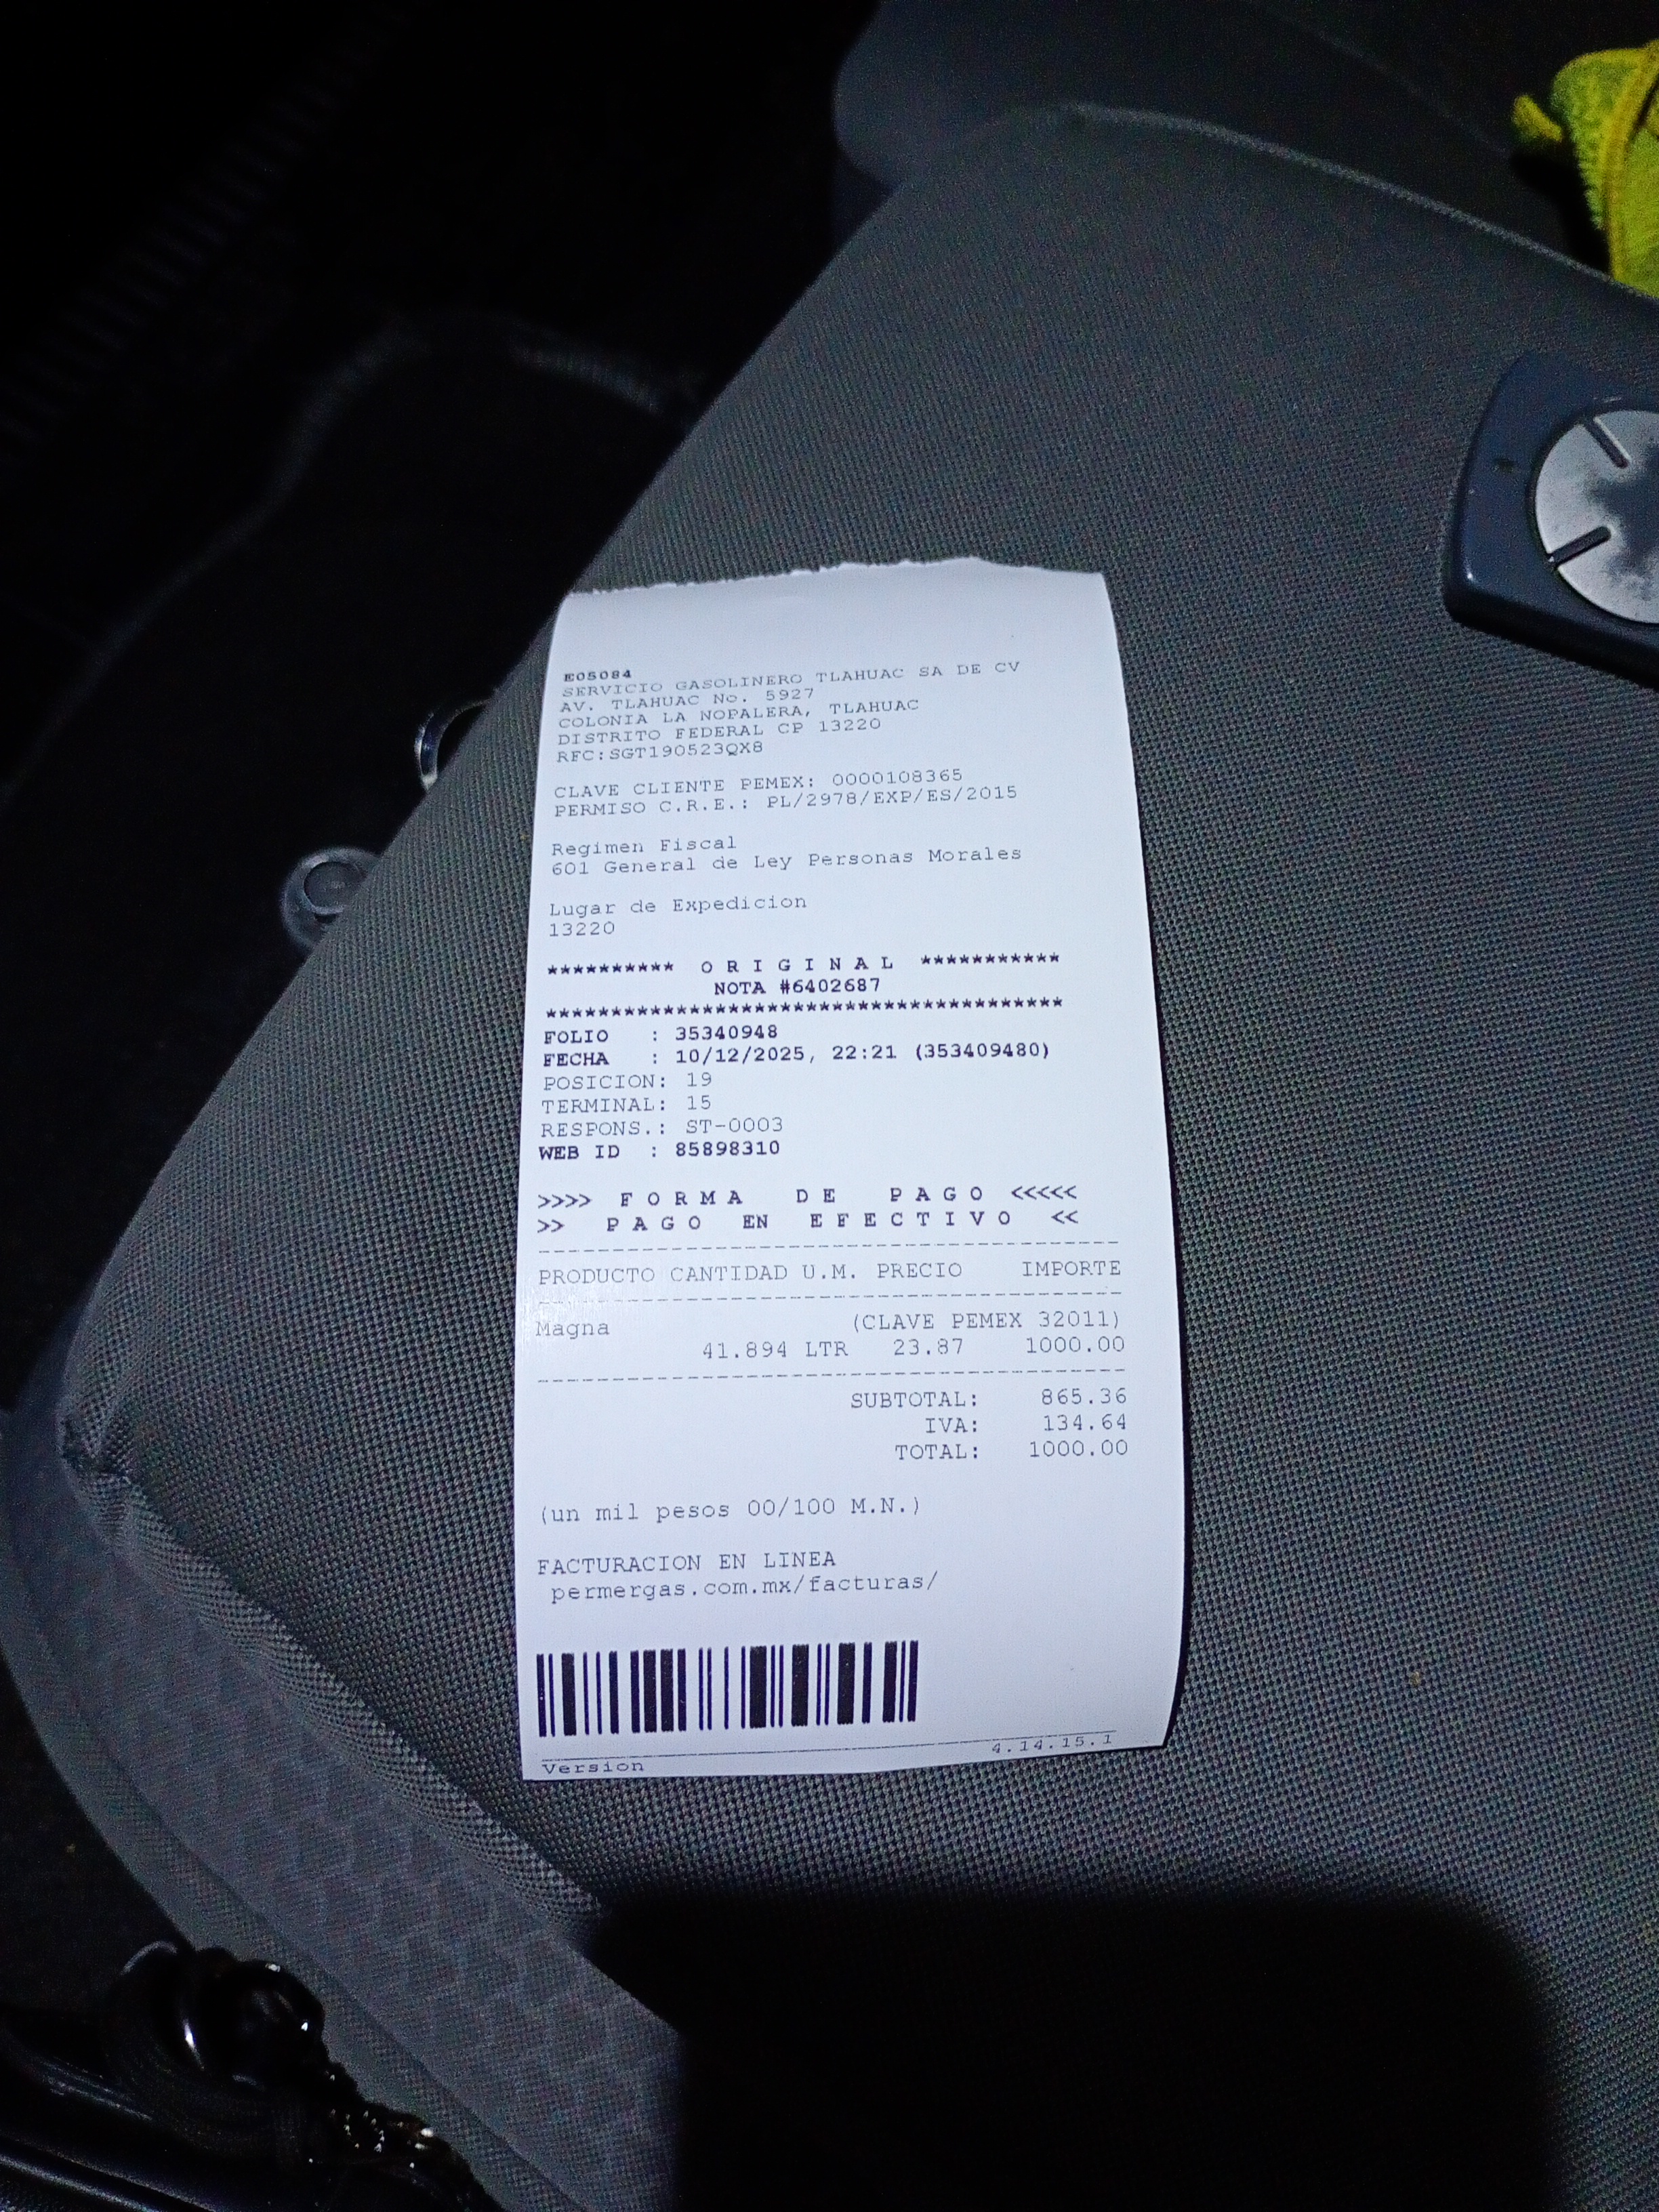 E05084
SERVICIO GASOLINERO TLAHUAC SA DE CV
AV. TLAHUAC No. 5927
COLONIA LA NOPALERA, TLAHUAC
DISTRITO FEDERAL CP 13220
RFC:SGT190523QX8
CLAVE CLIENTE PEMEX: 0000108365
PERMISO C.R.E.: PL/2978/EXP/ES/2015
Regimen Fiscal
601 General de Ley Personas Morales
Lugar de Expedicion
13220
********** O R I G I N A L ***********
NOTA #6402687
****************************************
FOLIO : 35340948
FECHA : 10/12/2025, 22:21 (353409480)
POSICION: 19
TERMINAL: 15
RESPONS.: ST-0003
WEB ID : 85898310
>>>> F O R M A D E P A G O <<<<<
>> P A G O EN E F E C T I V O <<
PRODUCTO CANTIDAD U.M. PRECIO IMPORTE
Magna (CLAVE PEMEX 32011)
41.894 LTR 23.87 1000.00
SUBTOTAL: 865.36
IVA: 134.64
TOTAL: 1000.00
(un mil pesos 00/100 M.N.)
FACTURACION EN LINEA
permergas.com.mx/facturas/
Version 4.14.15.1